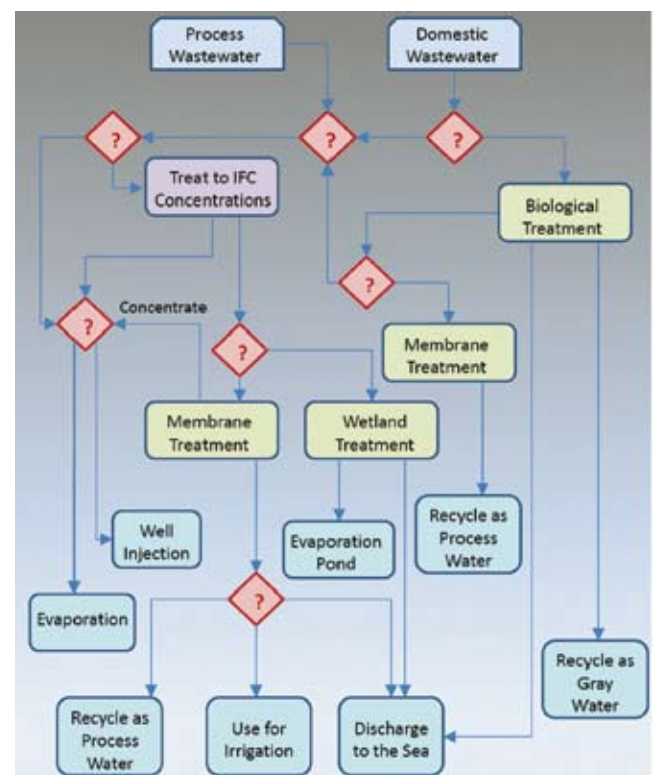 Process
Wastewater
Domestic
Wastewater
?
?
?
Treat to IFC
Concentrations
Biological
Treatment
?
Concentrate
?
?
Membrane
Treatment
Membrane
Treatment
Wetland
Treatment
Well
Injection
Evaporation
Pond
Recycle as
Process
Water
Evaporation
?
Recycle as
Gray
Water
Recycle as
Process
Water
Use for
Irrigation
Discharge
to the Sea